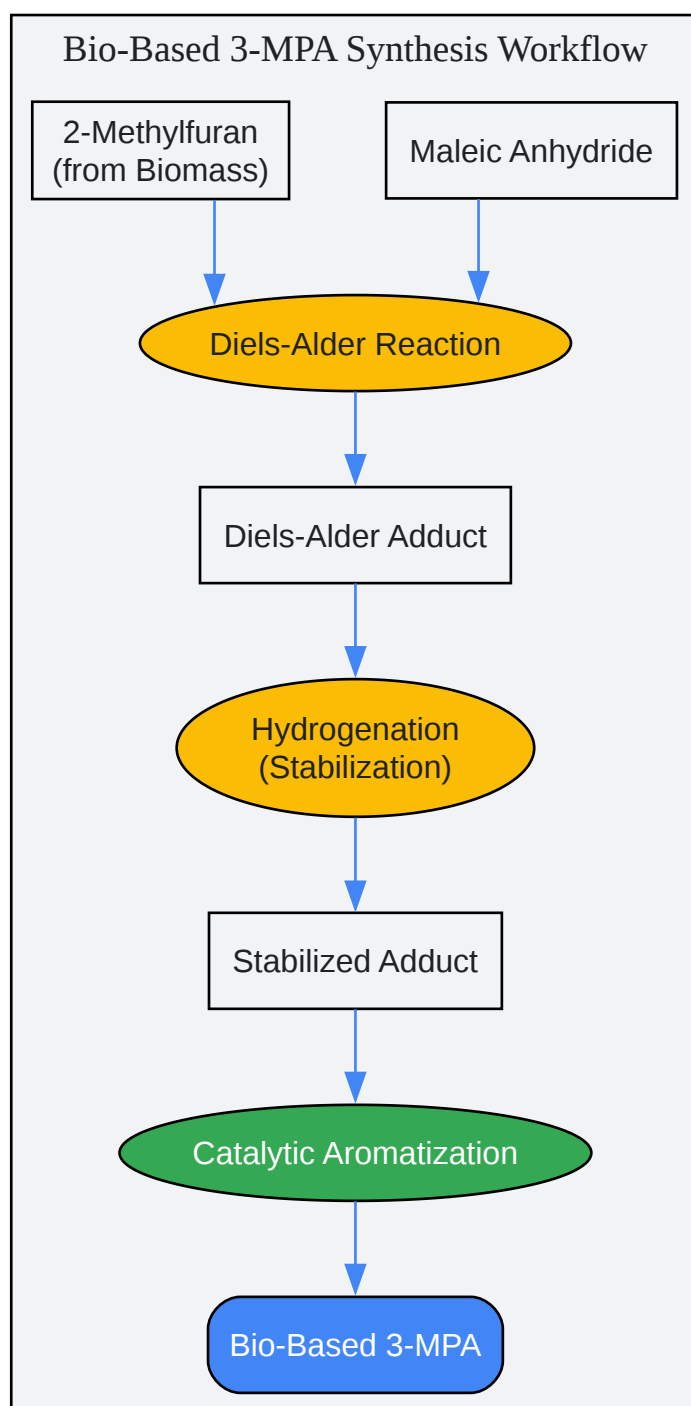 Bio-Based 3-MPA Synthesis Workflow
2-Methylfuran
(from Biomass)
Maleic Anhydride
Diels-Alder Reaction
Diels-Alder Adduct
Hydrogenation
(Stabilization)
Stabilized Adduct
Catalytic Aromatization
Bio-Based 3-MPA